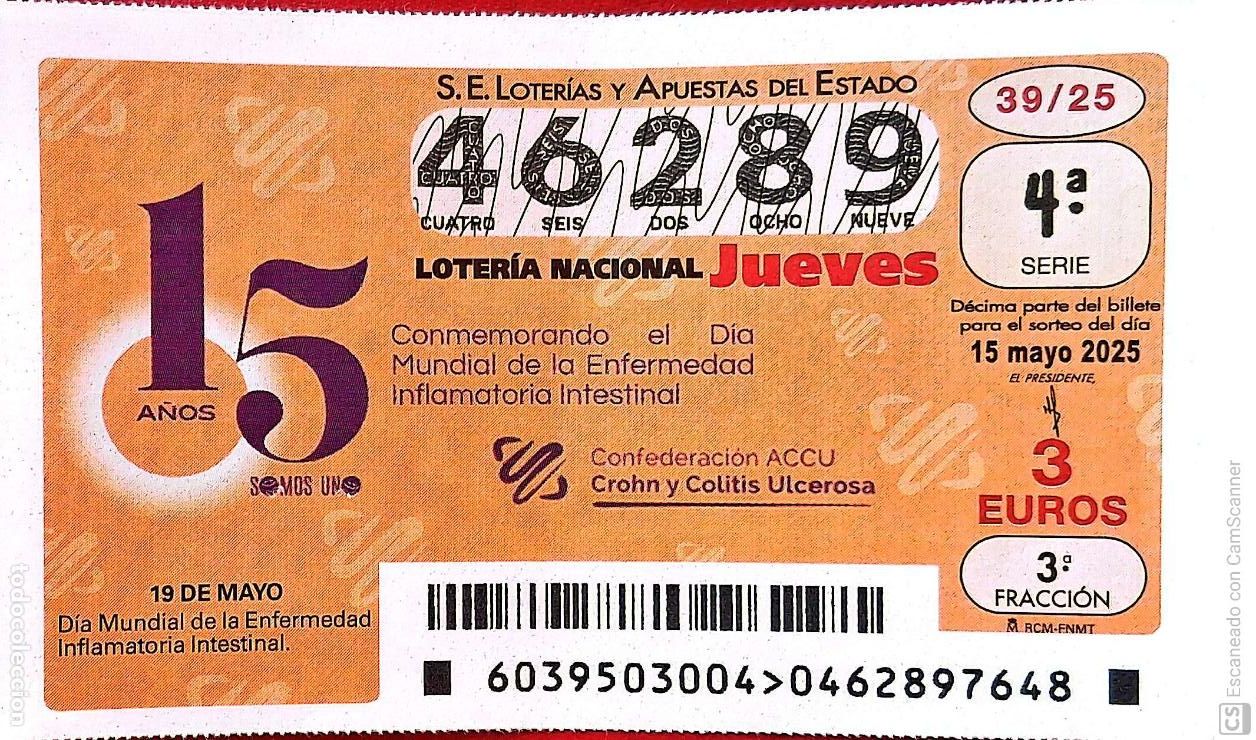 S.E. LOTERÍAS Y APUESTAS DEL ESTADO
39/25
46289
CUATRO SEIS DOS OCHO NUEVE
4ª
SERIE
LOTERÍA NACIONAL Jueves
Décima parte del billete
para el sorteo del día
15 mayo 2025
EL PRESIDENTE,
3
EUROS
3ª
FRACCIÓN
RCM-FNMT
15
AÑOS
SOMOS UNO
Conmemorando el Día
Mundial de la Enfermedad
Inflamatoria Intestinal
Confederación ACCU
Crohn y Colitis Ulcerosa
19 DE MAYO
Día Mundial de la Enfermedad
Inflamatoria Intestinal.
6039503004>0462897648
todocoleccion
CS Escaneado con CamScanner